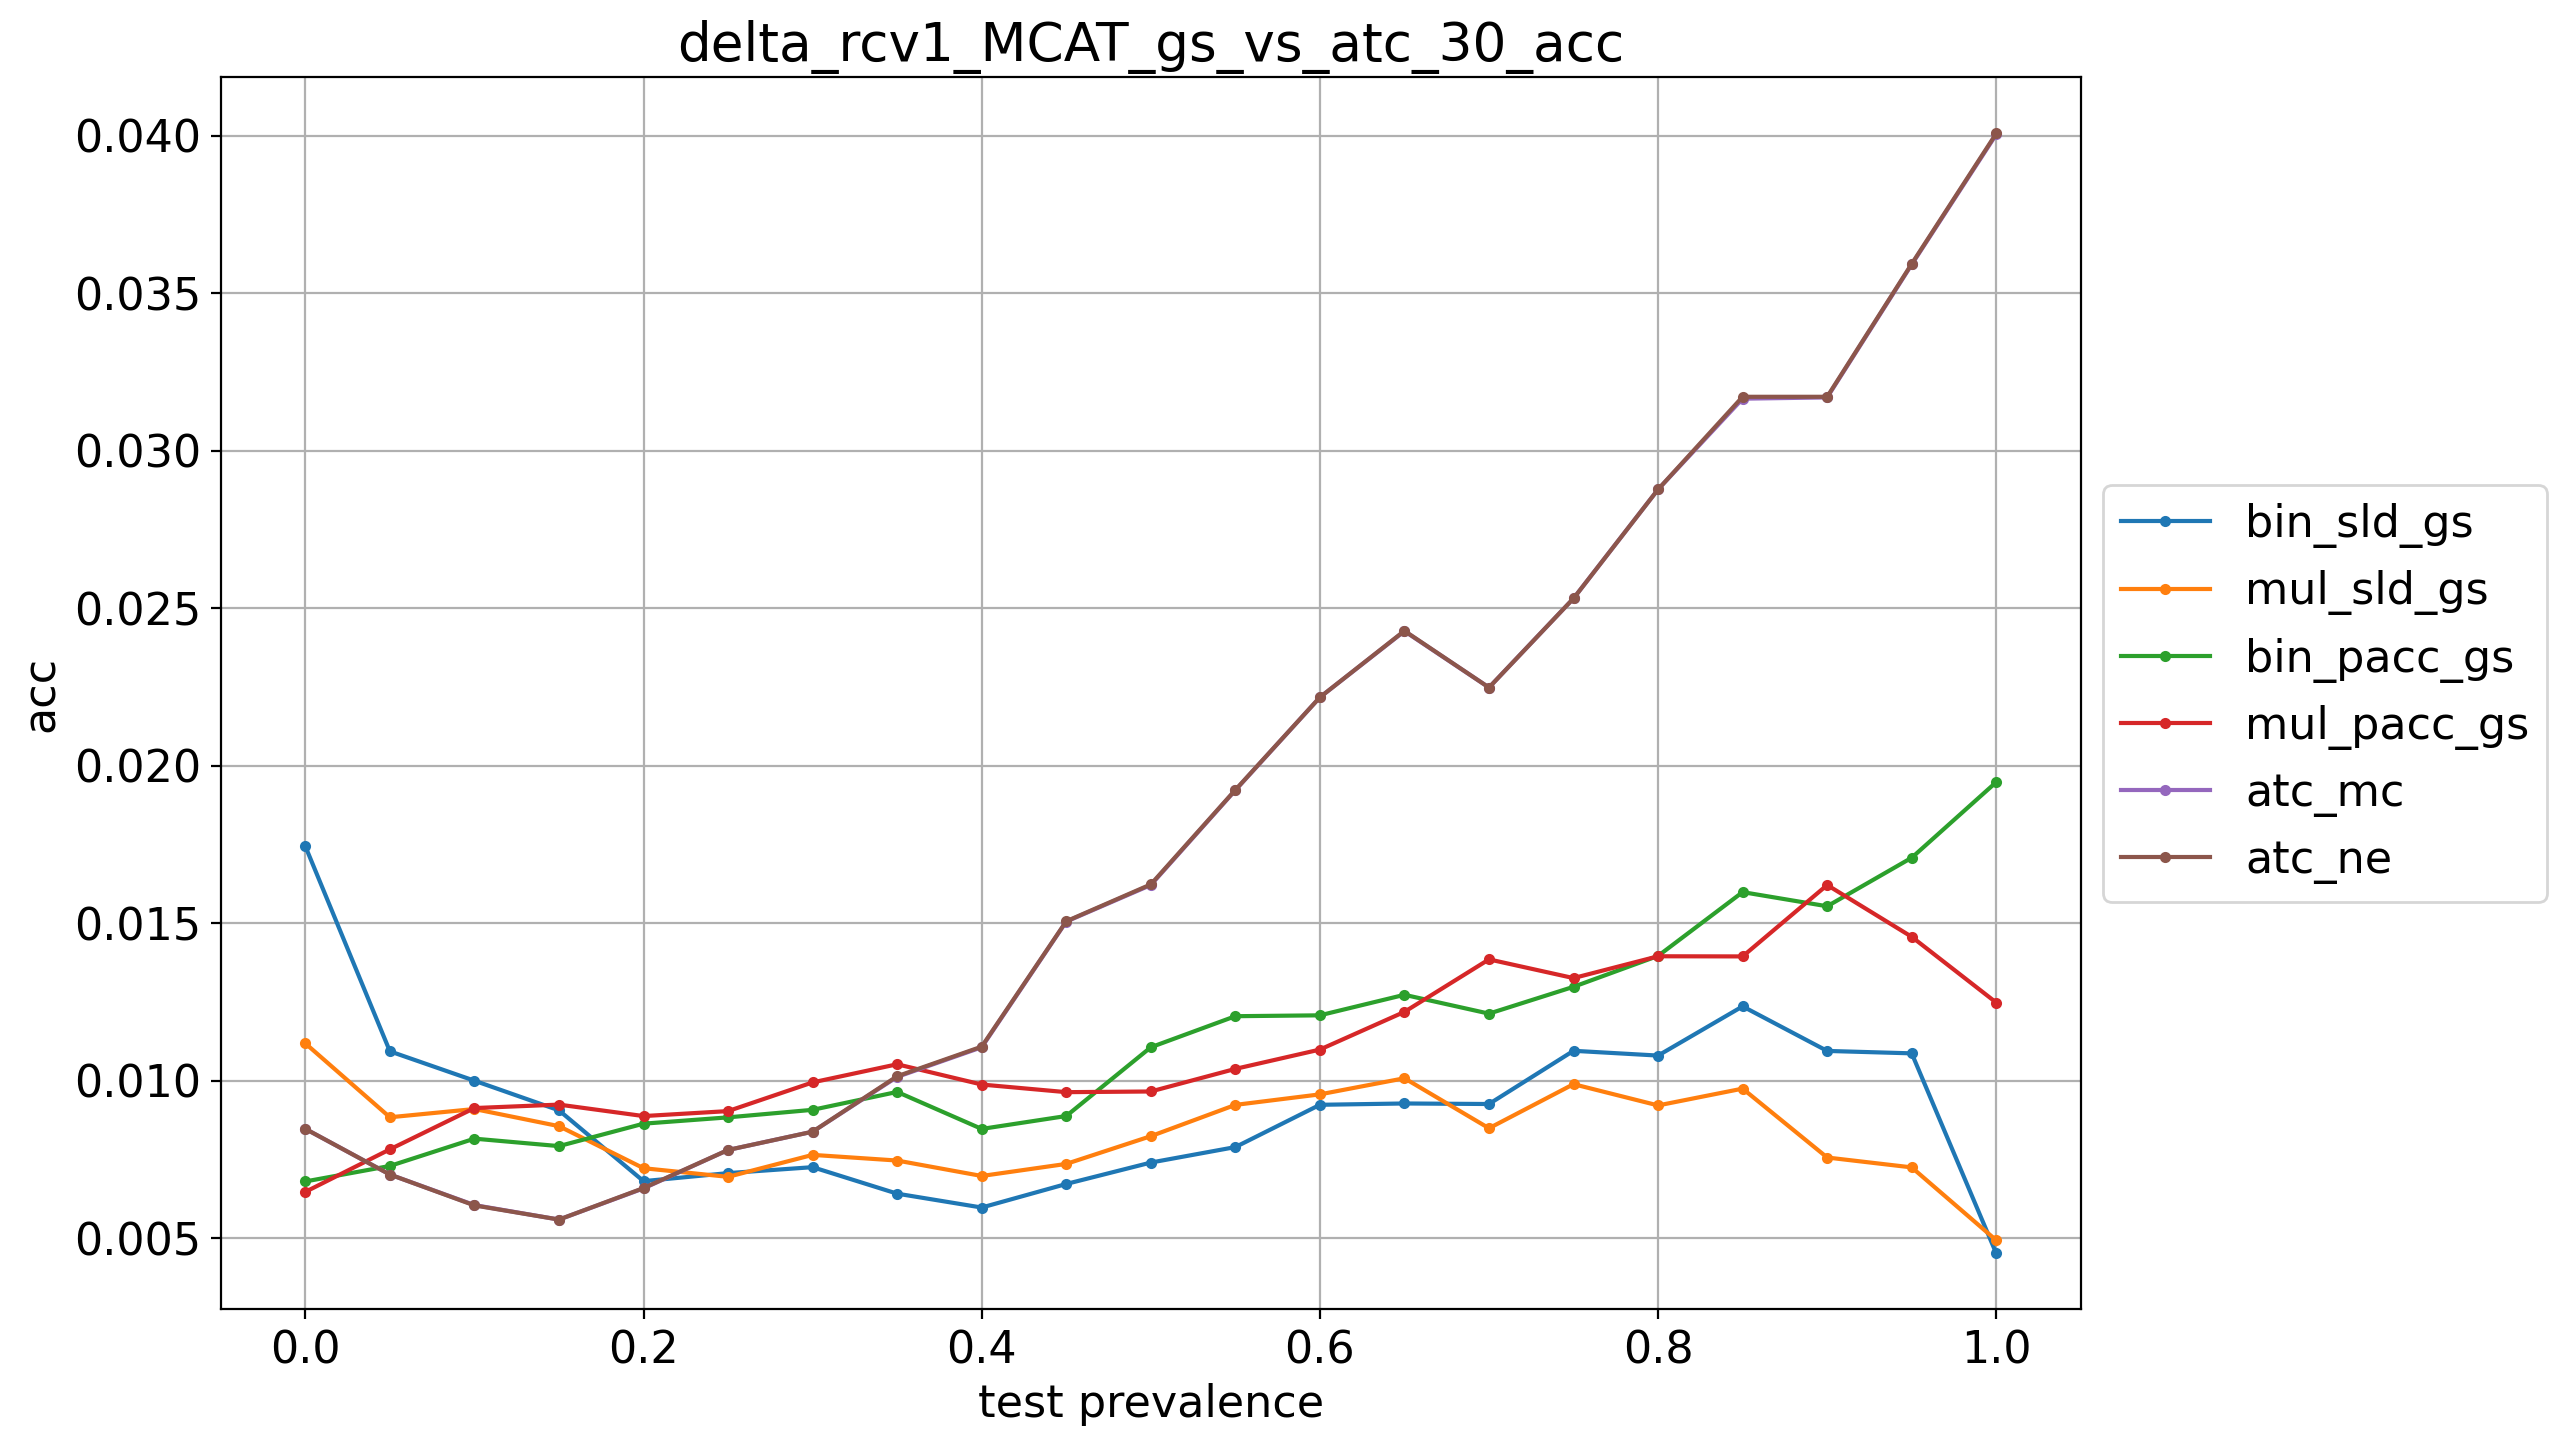 delta_rcv1_MCAT_gs_vs_atc_30_acc
0.040
0.035
0.030
0.025
0.020
0.015
0.010
0.005
acc
0.0 0.2 0.4 0.6 0.8 1.0
test prevalence
bin_sld_gs
mul_sld_gs
bin_pacc_gs
mul_pacc_gs
atc_mc
atc_ne